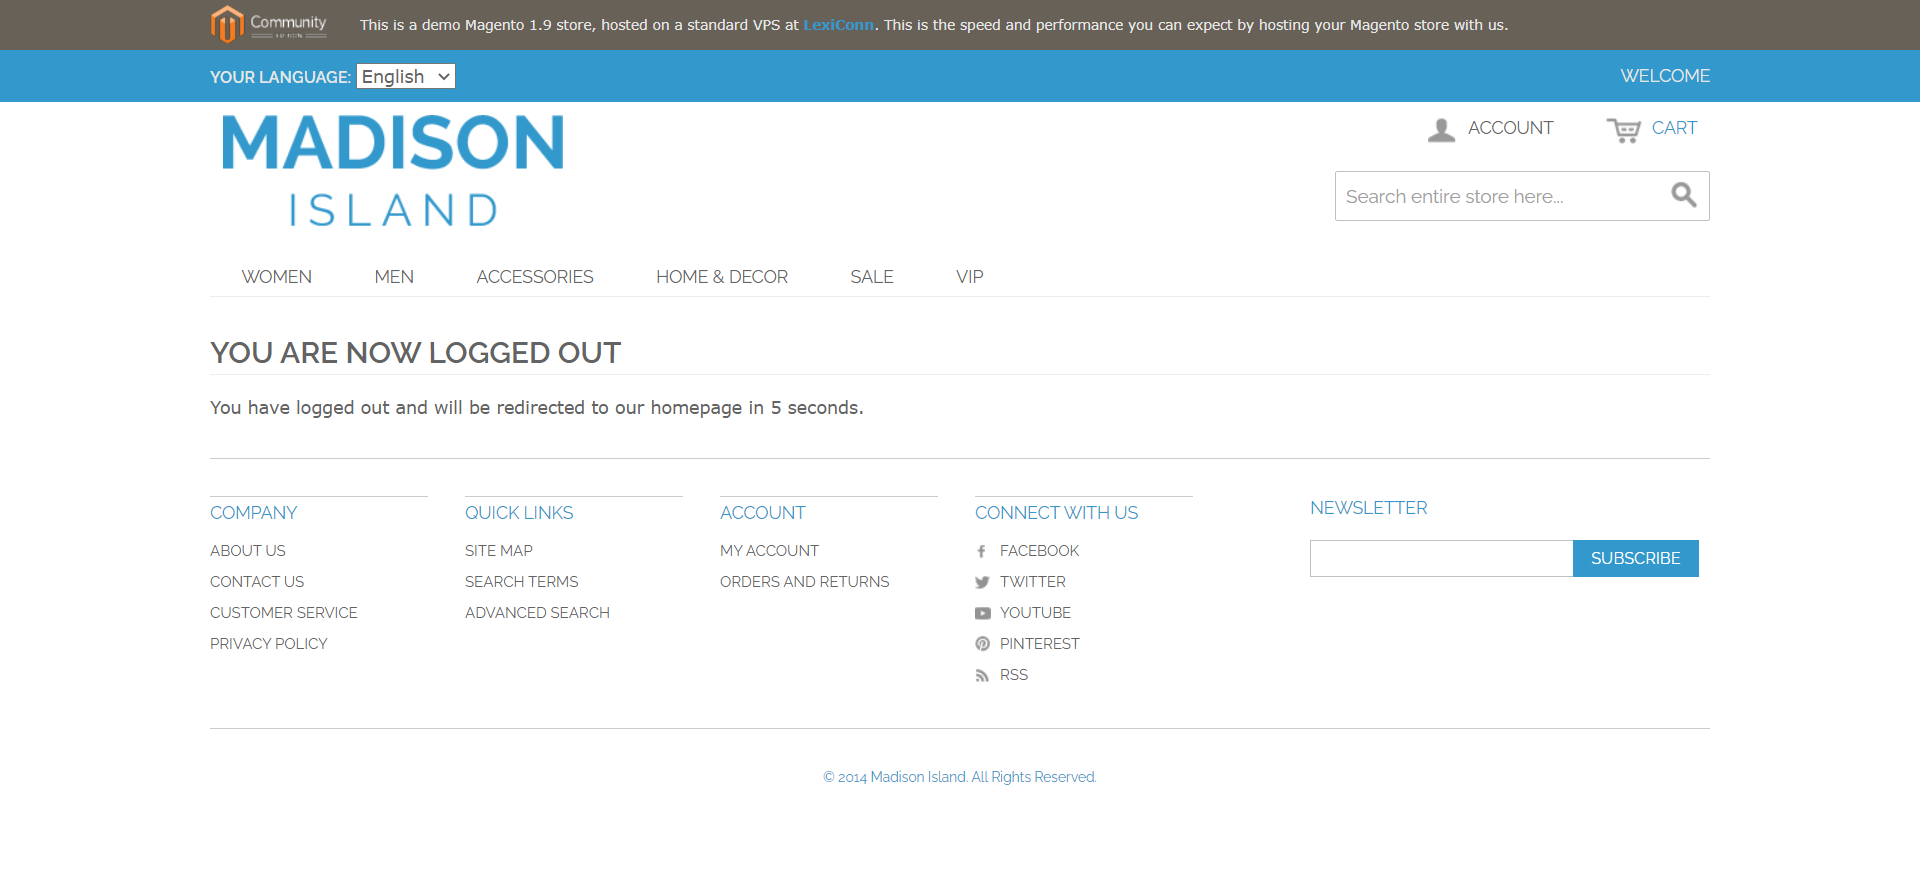 Community
This is a demo Magento 1.9 store, hosted on a standard VPS at LexiConn. This is the speed and performance you can expect by hosting your Magento store with us.
YOUR LANGUAGE: English
WELCOME
MADISON
ISLAND
ACCOUNT
CART
Search entire store here...
WOMEN MEN ACCESSORIES HOME & DECOR SALE VIP
YOU ARE NOW LOGGED OUT
You have logged out and will be redirected to our homepage in 5 seconds.
COMPANY
ABOUT US
CONTACT US
CUSTOMER SERVICE
PRIVACY POLICY
QUICK LINKS
SITE MAP
SEARCH TERMS
ADVANCED SEARCH
ACCOUNT
MY ACCOUNT
ORDERS AND RETURNS
CONNECT WITH US
FACEBOOK
TWITTER
YOUTUBE
PINTEREST
RSS
NEWSLETTER
SUBSCRIBE
© 2014 Madison Island. All Rights Reserved.